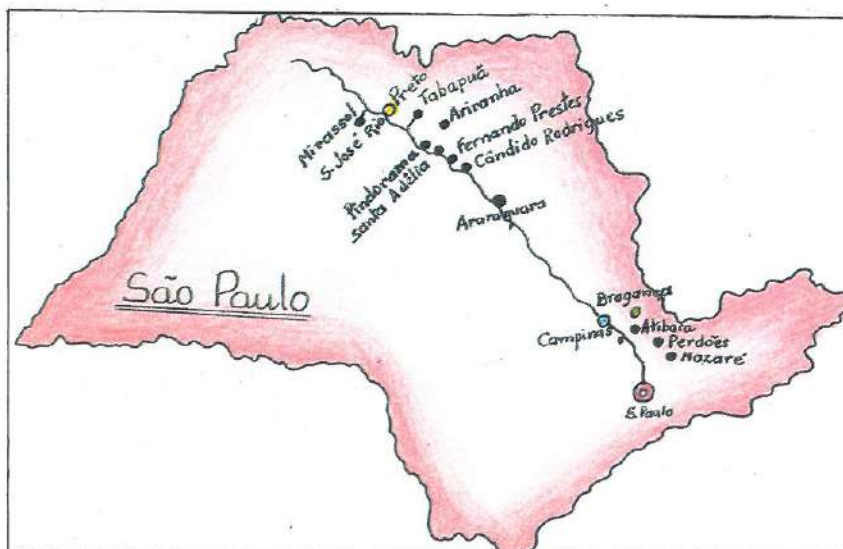 Mirassol
S. José Rio Preto
Tabapuã
Ariranha
Fernando Prestes
Cândido Rodrigues
Pindorama
Santa Adélia
Araraquara
São Paulo
Bragança
Atibaia
Perdões
Nazaré
Campinas
S. Paulo